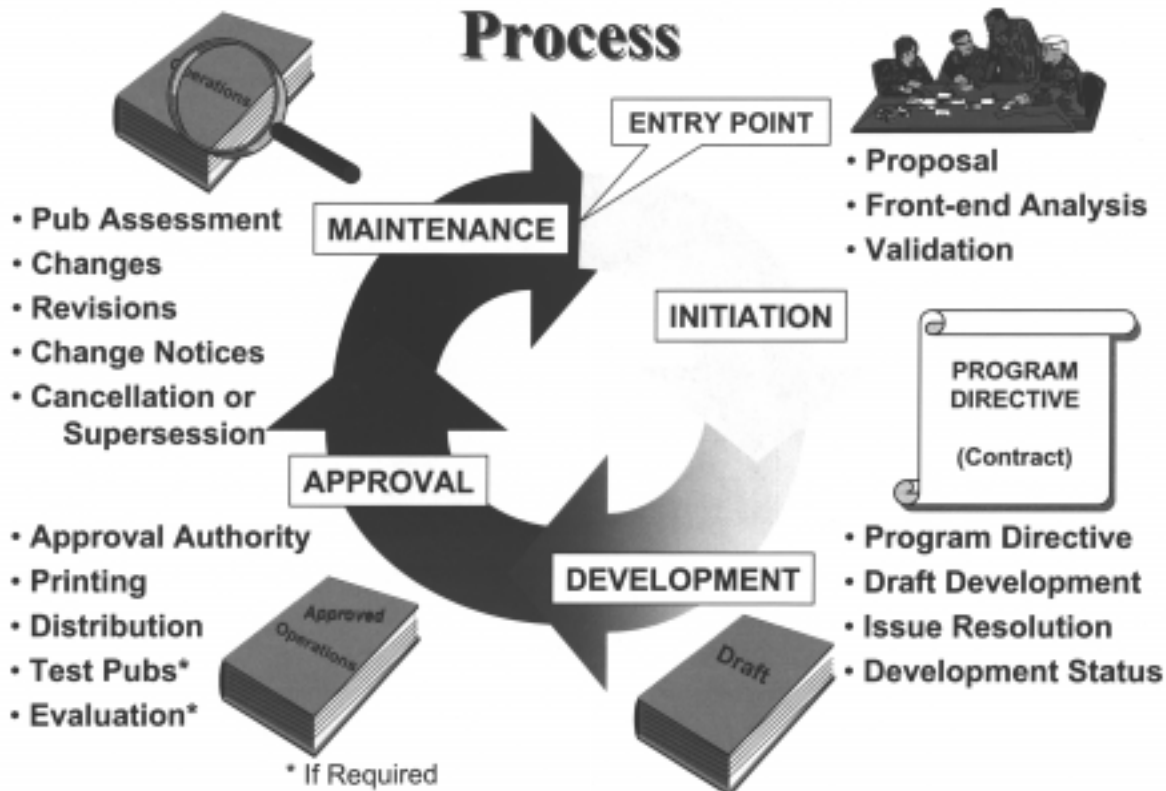 Process
Operations
ENTRY POINT
• Proposal
• Front-end Analysis
• Validation
MAINTENANCE
• Pub Assessment
• Changes
• Revisions
• Change Notices
• Cancellation or
Supersession
INITIATION
PROGRAM
DIRECTIVE
(Contract)
• Program Directive
• Draft Development
• Issue Resolution
• Development Status
DEVELOPMENT
Draft
APPROVAL
• Approval Authority
• Printing
• Distribution
• Test Pubs*
• Evaluation*
Approved
Operations
* If Required